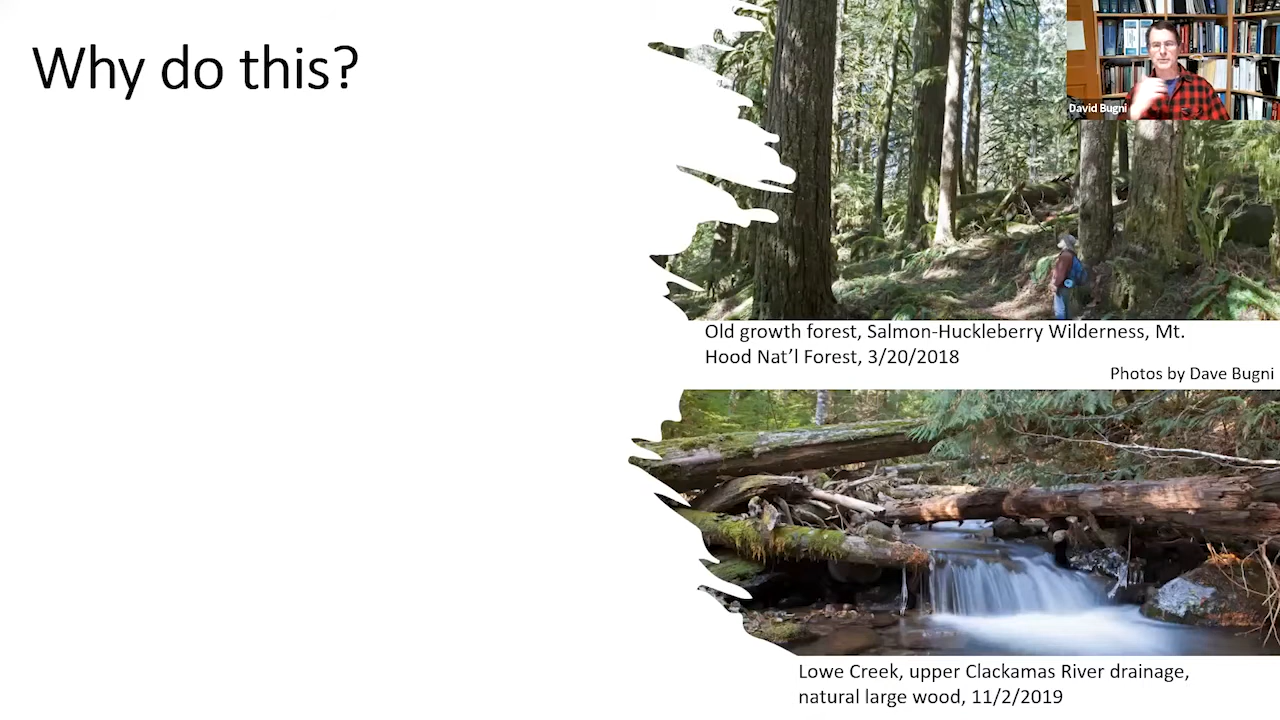 Why do this?
David Bugni
Old growth forest, Salmon-Huckleberry Wilderness, Mt.
Hood Nat’l Forest, 3/20/2018
Photos by Dave Bugni
Lowe Creek, upper Clackamas River drainage,
natural large wood, 11/2/2019